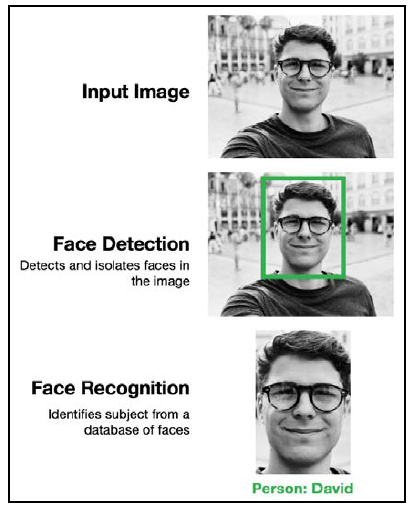 Input Image
Face Detection
Detects and isolates faces in
the image
Face Recognition
Identifies subject from a
database of faces
Person: David